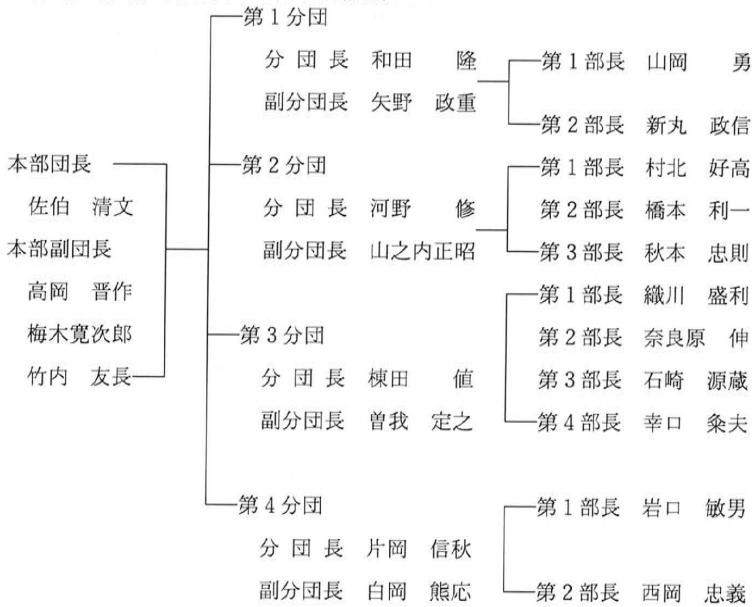 本部団長
佐伯 清文
本部副団長
高岡 晋作
梅木寛次郎
竹内 友長
第1分団
分団長 和田 隆
副分団長 矢野 政重
第1部長 山岡 勇
第2部長 新丸 政信
第2分団
分団長 河野 修
副分団長 山之内正昭
第1部長 村北 好高
第2部長 橋本 利一
第3部長 秋本 忠則
第3分団
分団長 棟田 値
副分団長 曽我 定之
第1部長 織川 盛利
第2部長 奈良原 伸
第3部長 石崎 源蔵
第4部長 幸口 粂夫
第4分団
分団長 片岡 信秋
副分団長 白岡 熊応
第1部長 岩口 敏男
第2部長 西岡 忠義